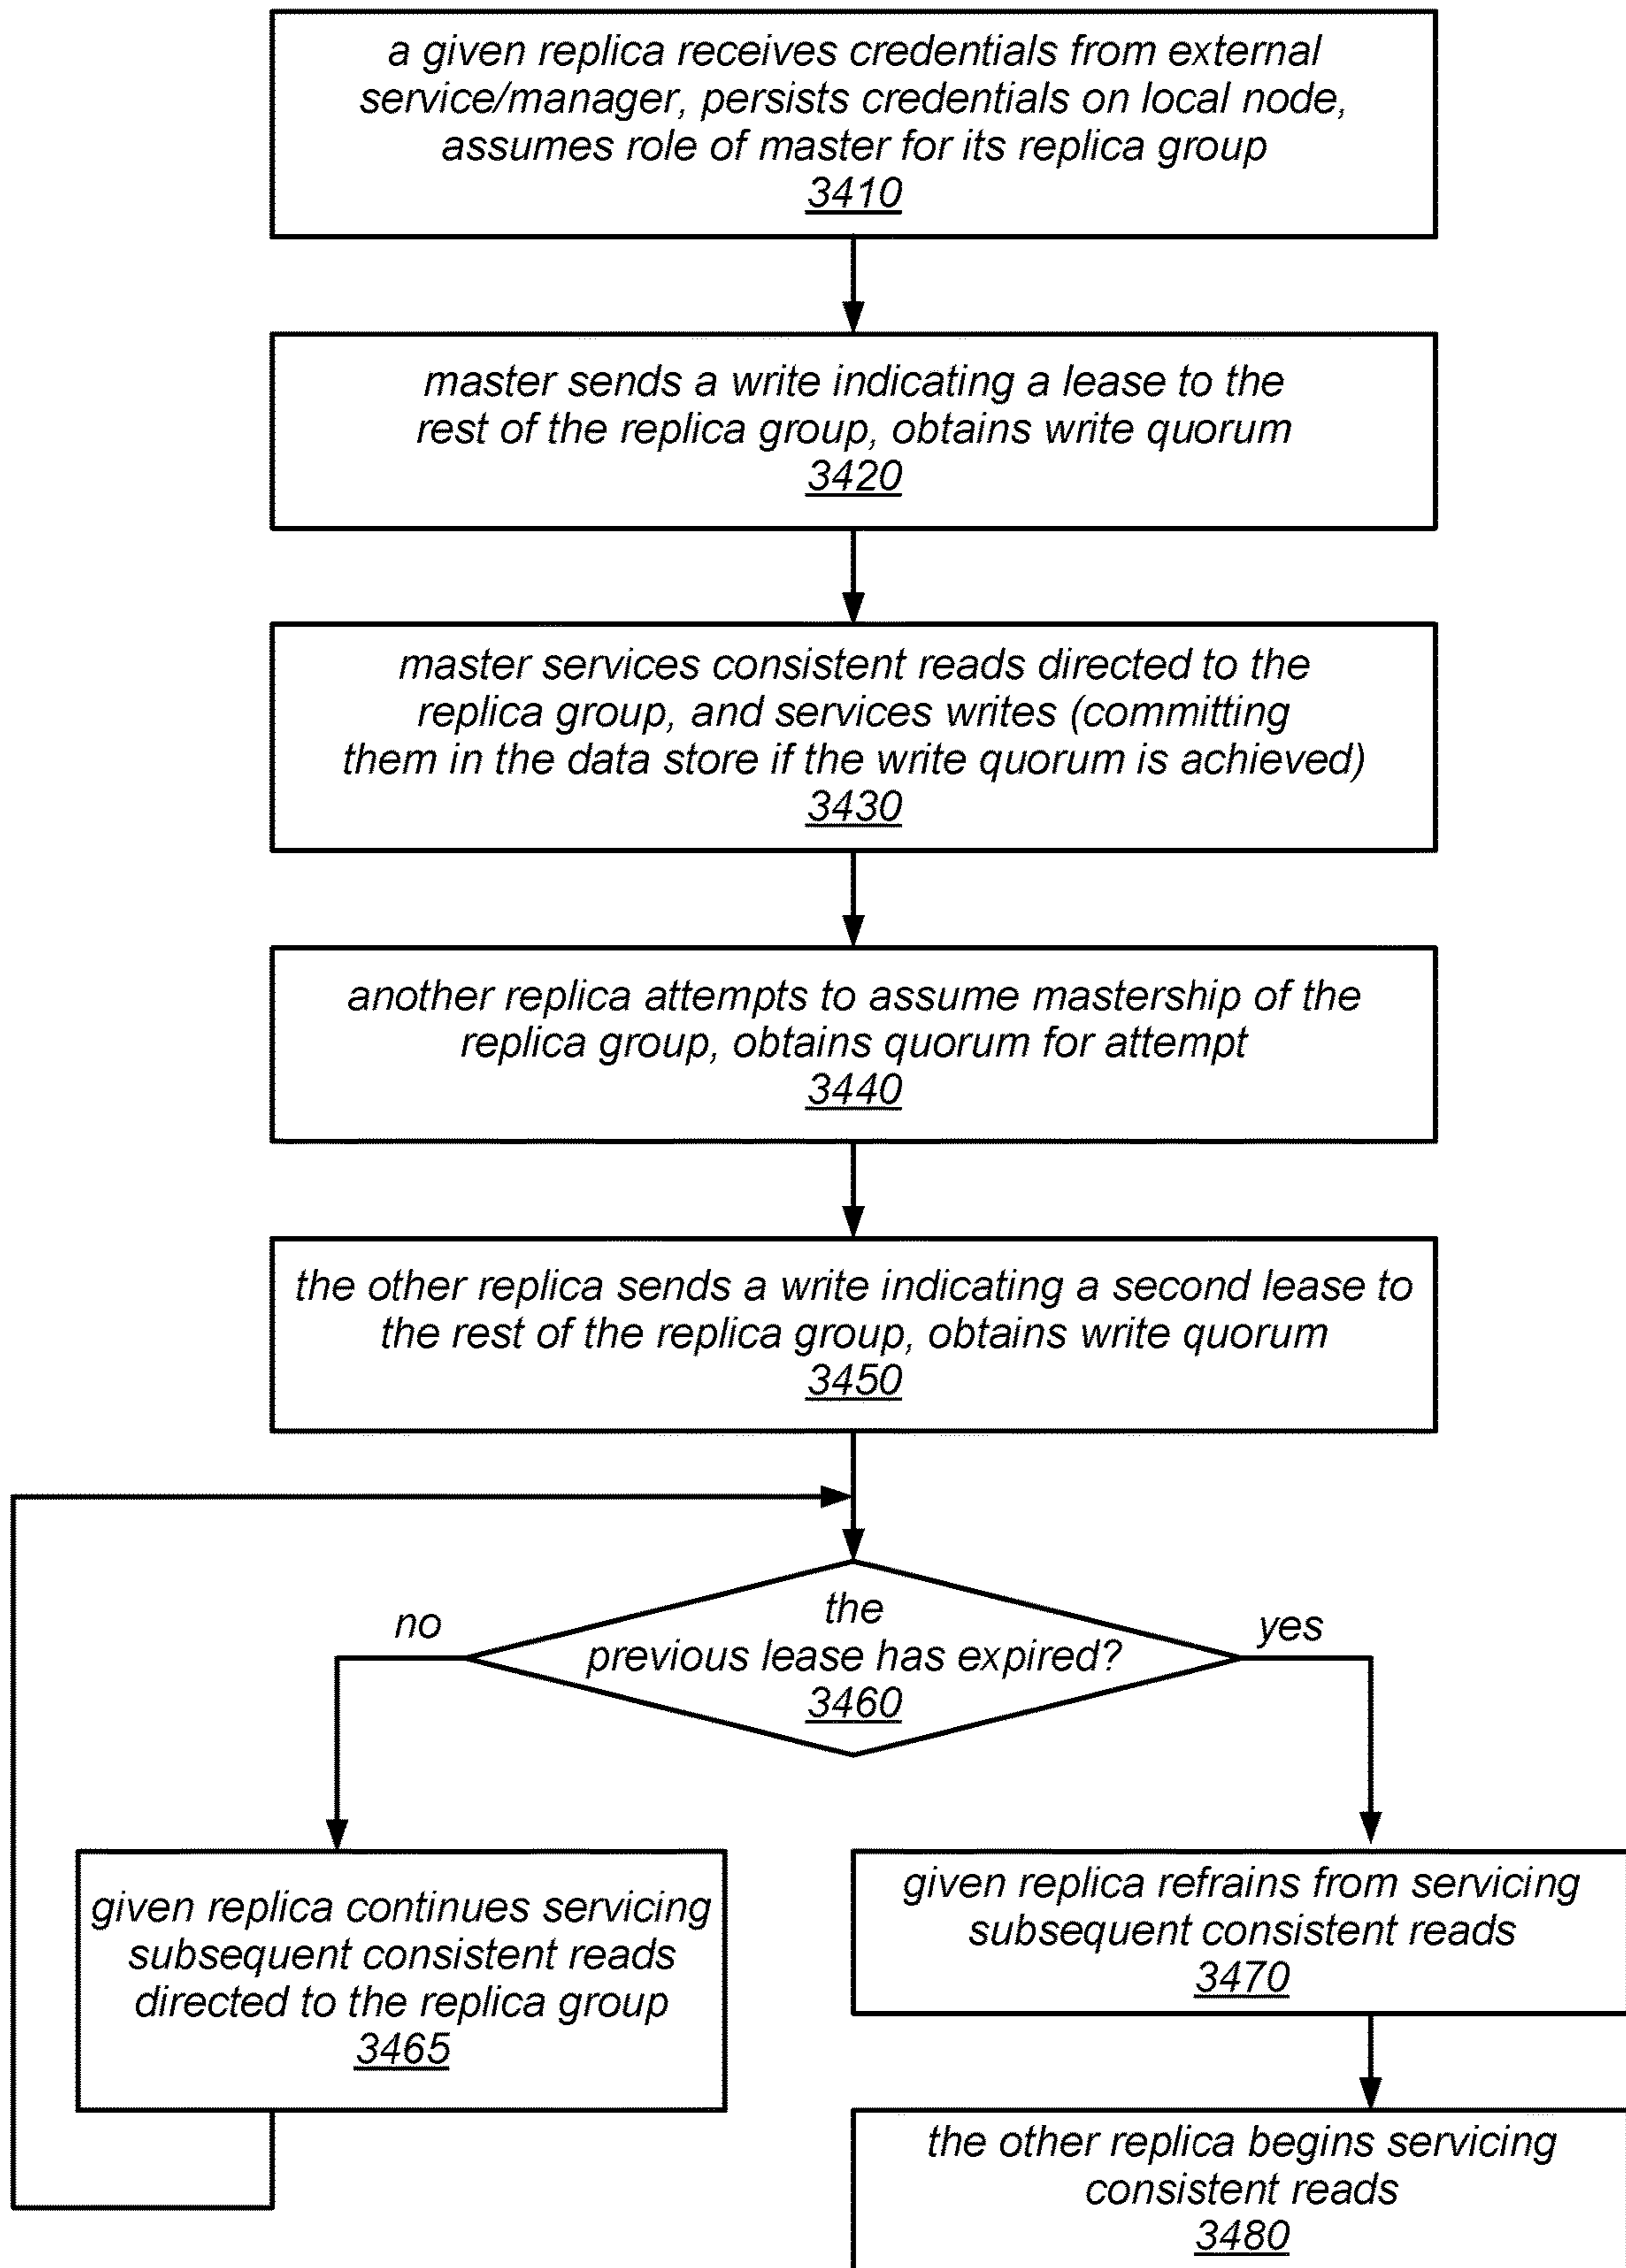 a given replica receives credentials from external
service/manager, persists credentials on local node,
assumes role of master for its replica group
3410
master sends a write indicating a lease to the
rest of the replica group, obtains write quorum
3420
master services consistent reads directed to the
replica group, and services writes (committing
them in the data store if the write quorum is achieved)
3430
another replica attempts to assume mastership of the
replica group, obtains quorum for attempt
3440
the other replica sends a write indicating a second lease to
the rest of the replica group, obtains write quorum
3450
the
previous lease has expired?
3460
no
yes
given replica continues servicing
subsequent consistent reads
directed to the replica group
3465
given replica refrains from servicing
subsequent consistent reads
3470
the other replica begins servicing
consistent reads
3480